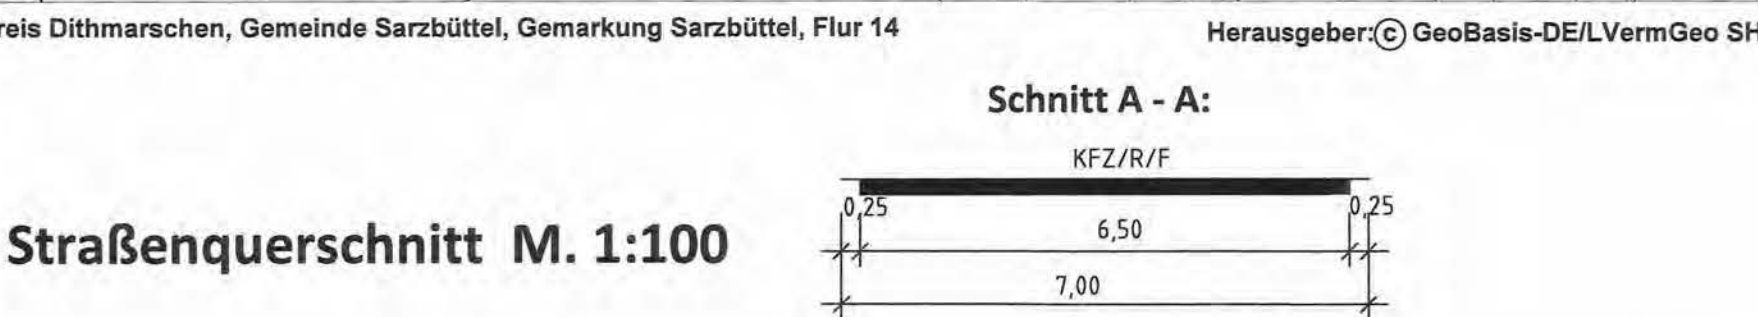 reis Dithmarschen, Gemeinde Sarzbüttel, Gemarkung Sarzbüttel, Flur 14
Herausgeber:© GeoBasis-DE/LVermGeo SH
Schnitt A - A:
KFZ/R/F
0,25
0,25
6,50
Straßenquerschnitt M. 1:100
7,00